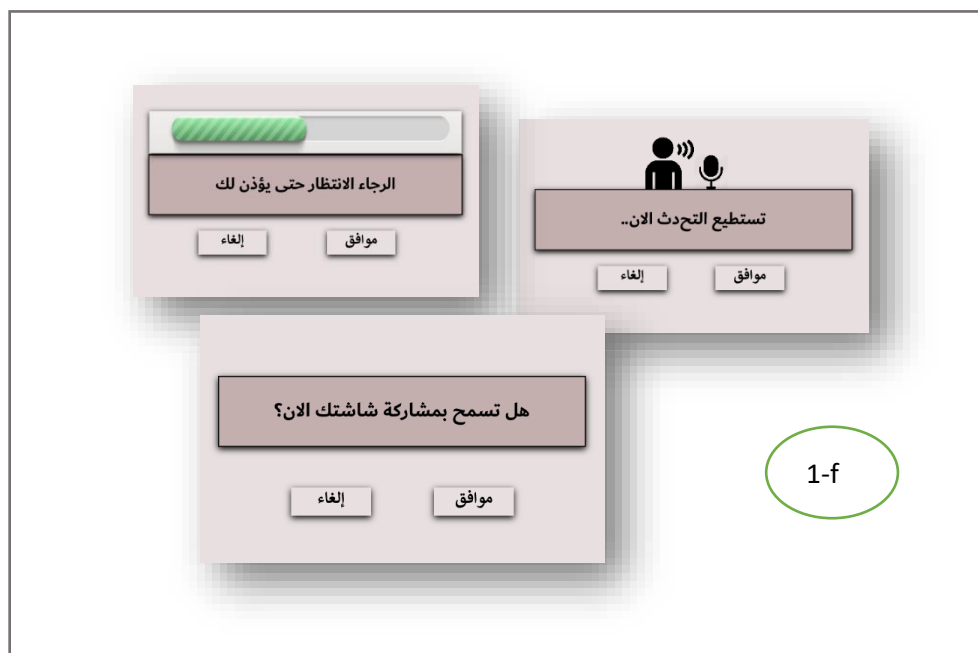 الرجاء الانتظار حتى يؤذن لك
موافق
إلغاء
تستطيع التحدث الان..
موافق
إلغاء
هل تسمح بمشاركة شاشتك الان؟
موافق
إلغاء
1-f